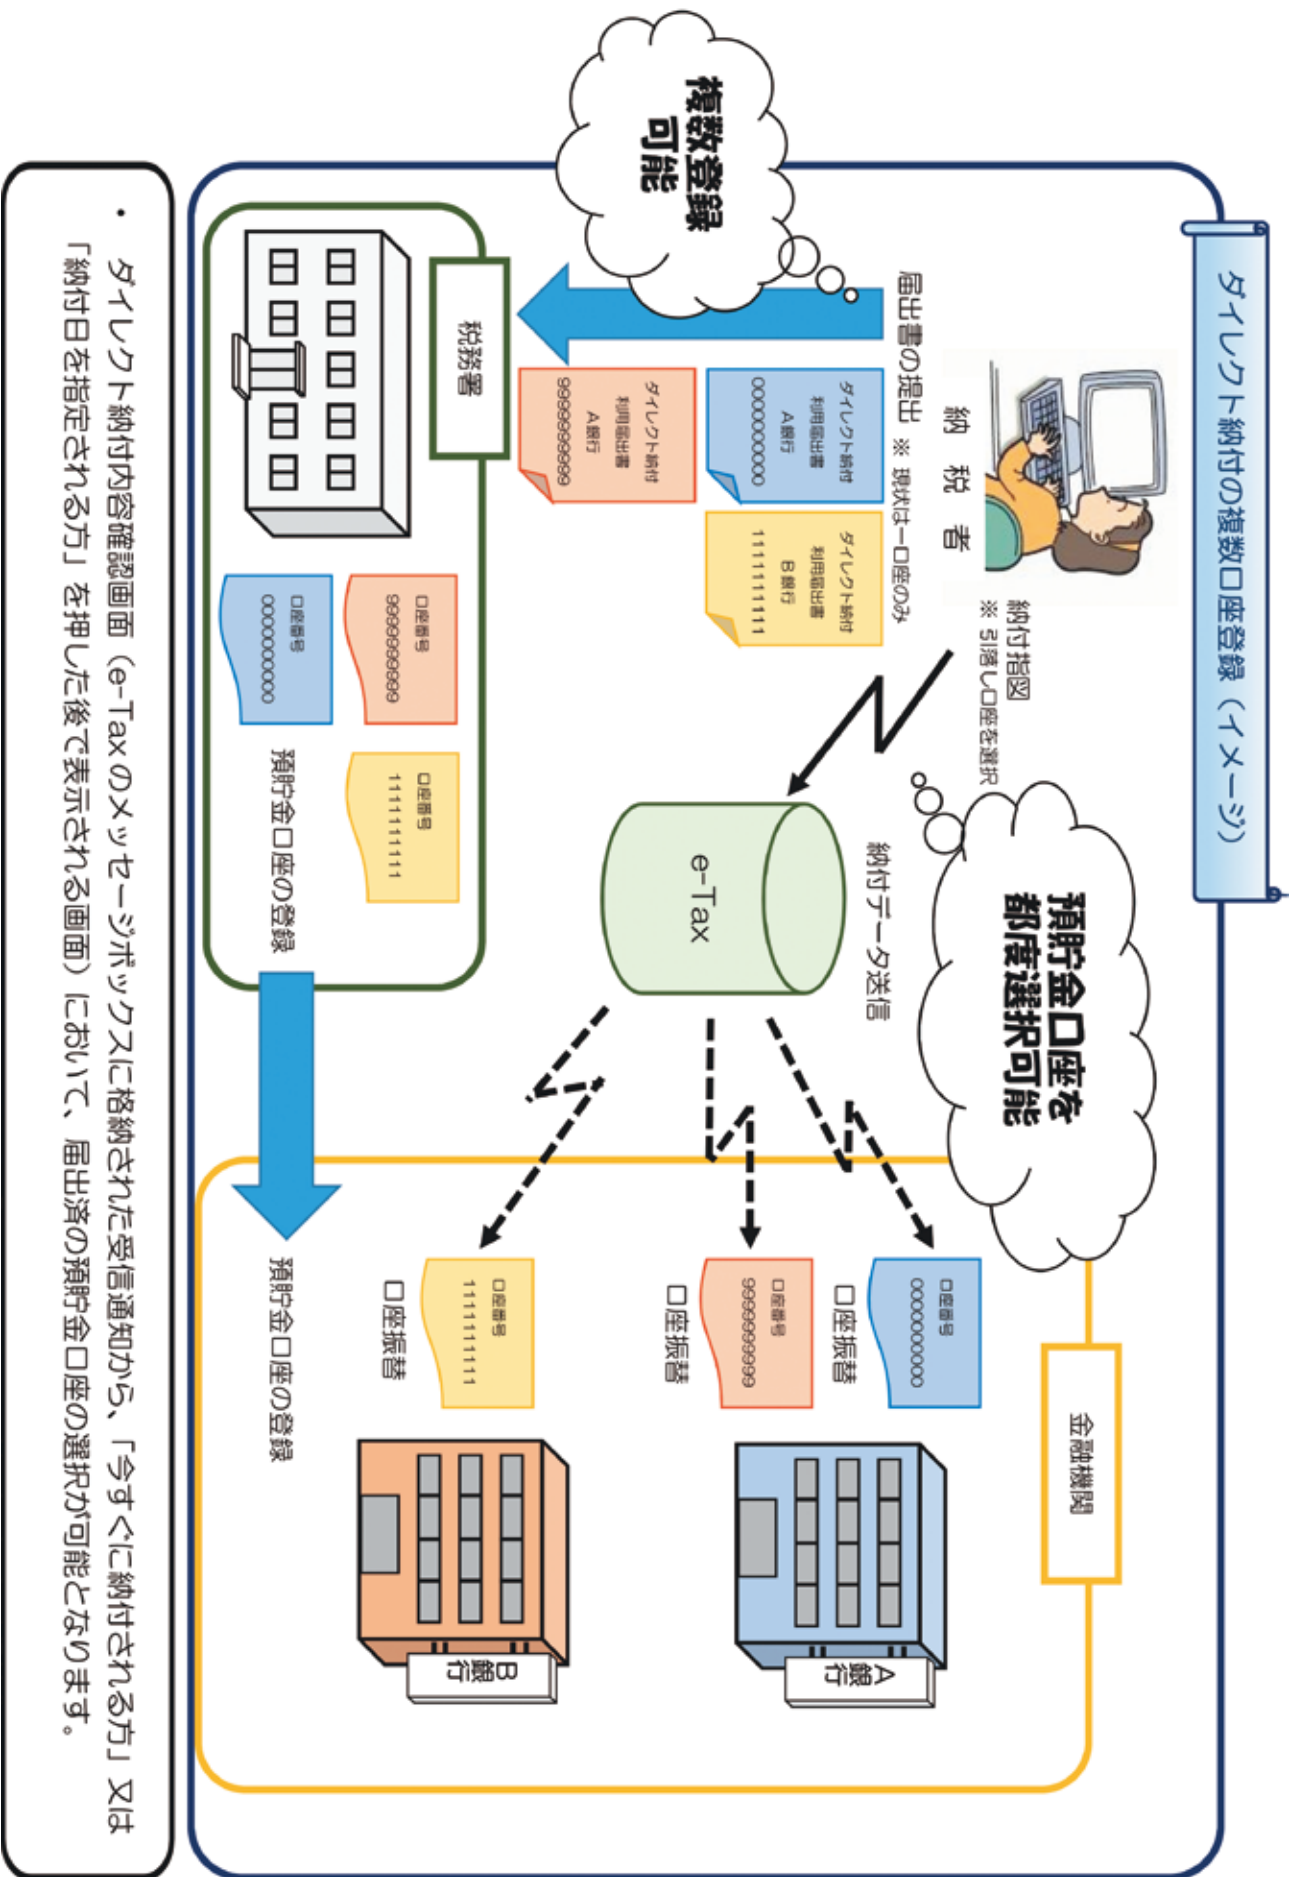 ダイレクト納付の複数口座登録（イメージ）
複数登録
可能
納税者
納付指図
※ 引落し口座を選択
預貯金口座を
都度選択可能
届出書の提出 ※ 現状は一口座のみ
ダイレクト納付
利用届出書
A銀行
0000000000
ダイレクト納付
利用届出書
B銀行
1111111111
ダイレクト納付
利用届出書
A銀行
9999999999
納付データ送信
e-Tax
金融機関
口座番号
0000000000
口座振替
A銀行
口座番号
9999999999
口座振替
口座番号
1111111111
口座振替
B銀行
税務署
口座番号
9999999999
口座番号
1111111111
口座番号
0000000000
預貯金口座の登録
預貯金口座の登録
・ ダイレクト納付内容確認画面（e-Taxのメッセージボックスに格納された受信通知から、「今すぐに納付される方」又は
「納付日を指定される方」を押した後で表示される画面）において、届出済の預貯金口座の選択が可能となります。